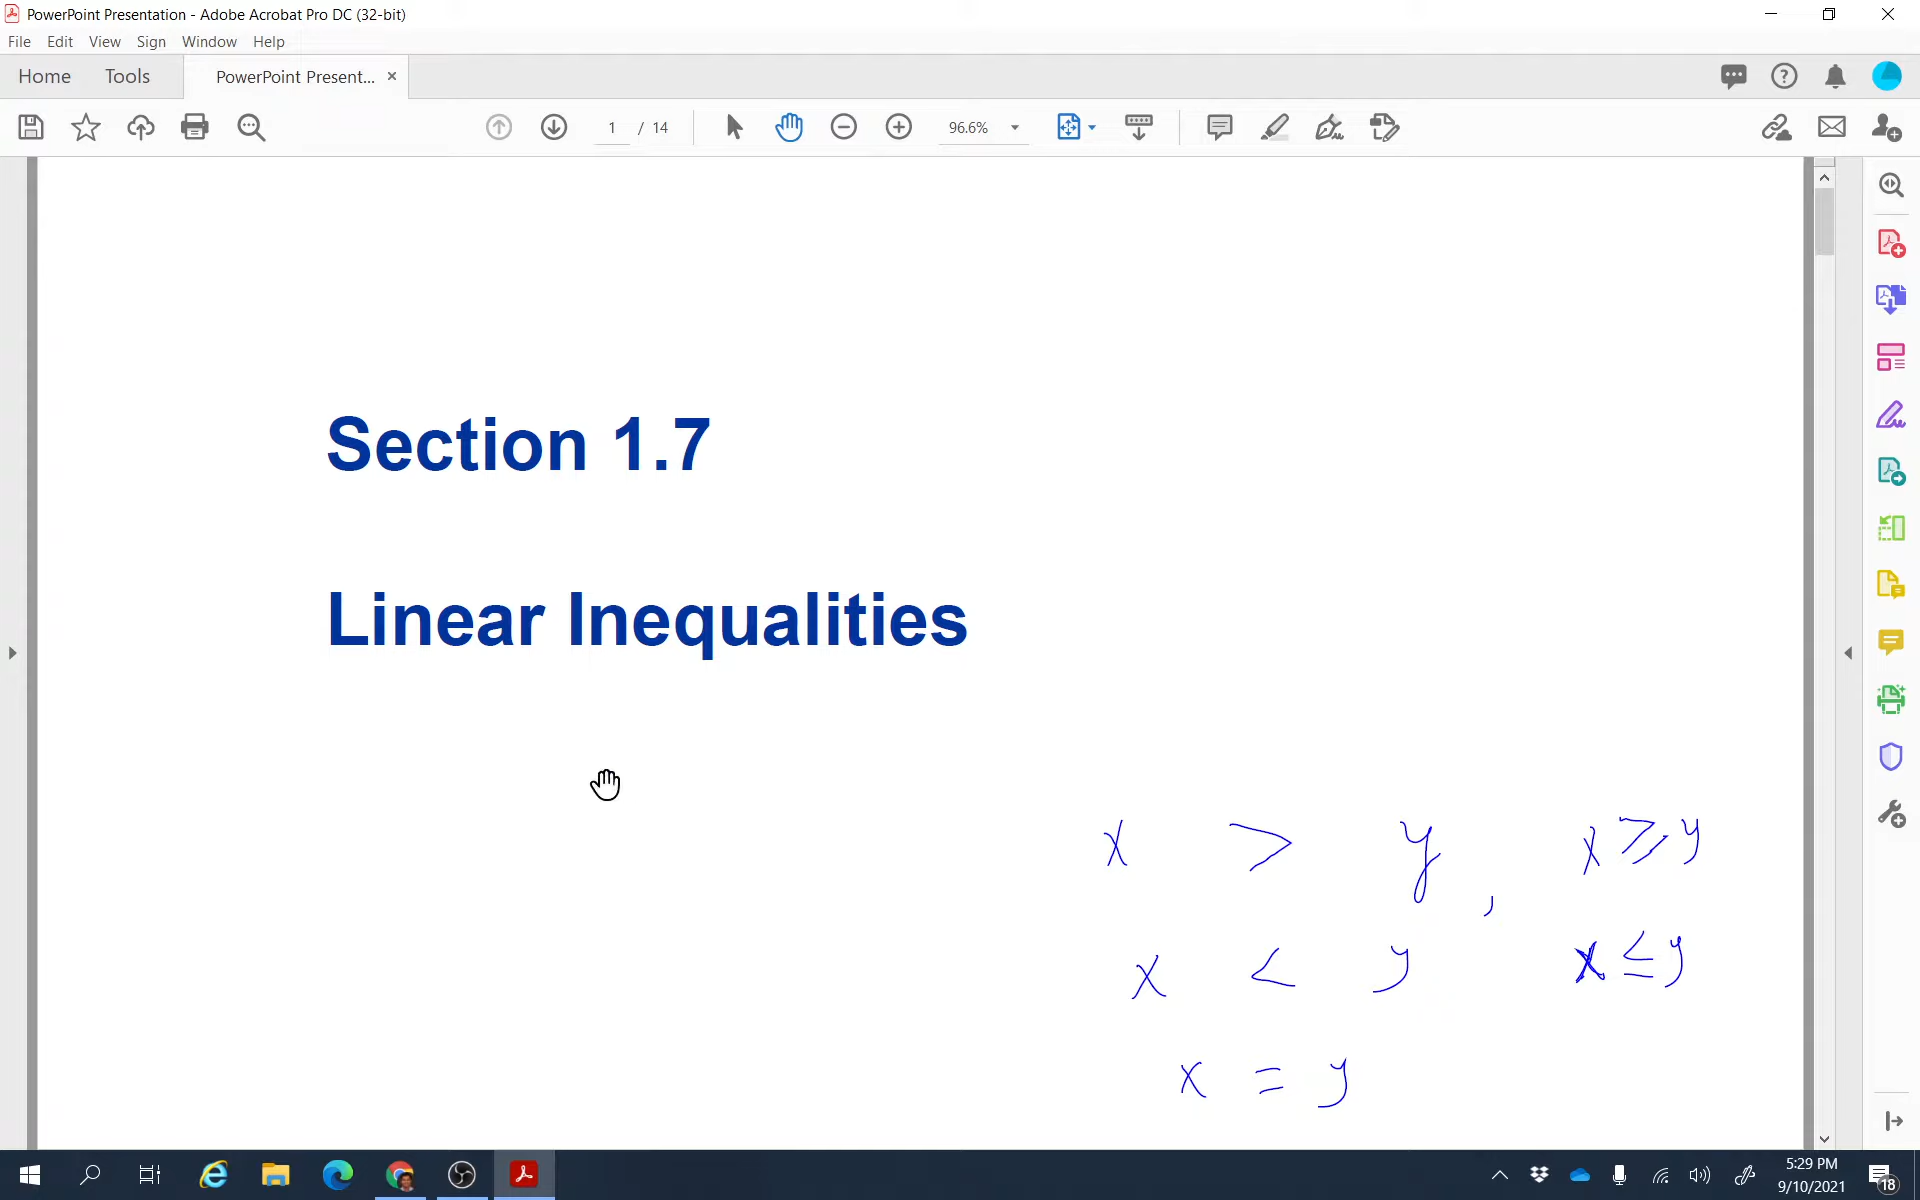 PowerPoint Presentation - Adobe Acrobat Pro DC (32-bit)
File Edit View Sign Window Help
Home Tools PowerPoint Present... ×
1 / 14 96.6%
Section 1.7
Linear Inequalities
x > y , x ≥ y
x < y x ≤ y
x = y
5:29 PM
9/10/2021
18